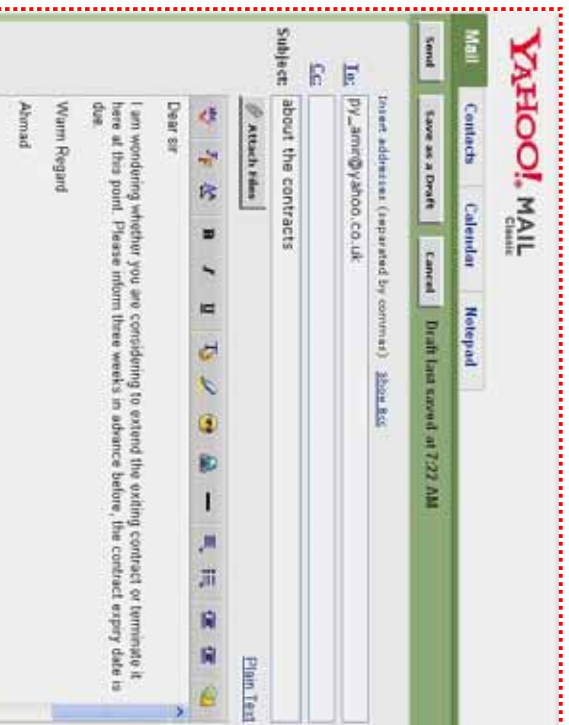 YAHOO! MAIL
Classic
Mail Contacts Calendar Notepad
Send Save as a Draft Cancel Draft last saved at 7:22 AM
Insert addresses (separated by commas) Show Bcc
To: py_amir@yahoo.co.uk
Cc:
Subject: about the contracts
Attach Files
Plain Text
B I U
Dear sir
I am wondering whether you are considering to extend the exiting contract or terminate it
here at this point. Please inform three weeks in advance before, the contract expiry date is
due.
Warm Regard
Ahmad